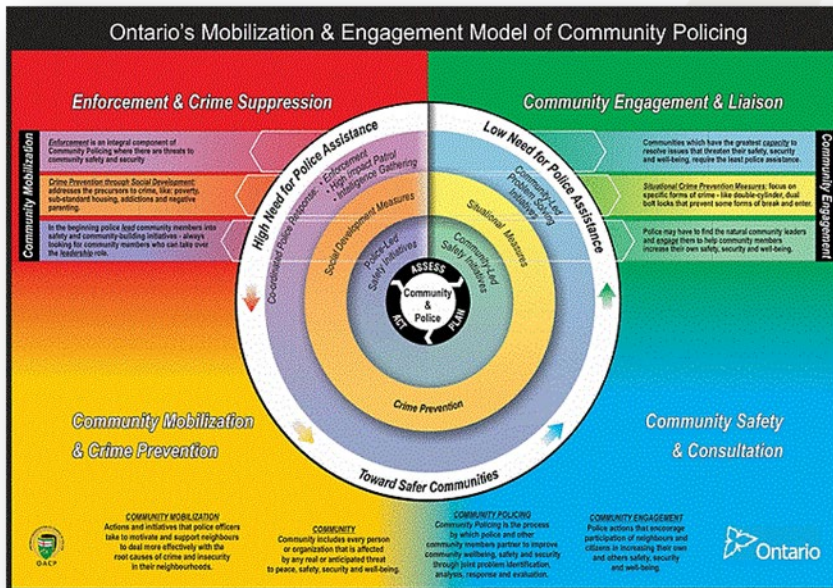 Ontario's Mobilization & Engagement Model of Community Policing
Enforcement & Crime Suppression
Community Engagement & Liaison
Community Mobilization
Enforcement is an integral component of
Community Policing where there are threats to
community safety and security
Crime Prevention through Social Development:
addresses the precursors to crime, like: poverty,
sub-standard housing, addictions and negative
parenting.
In the beginning police lead community members into
safety and community-building initiatives - always
looking for community members who can take over
the leadership role.
High Need for Police Assistance
Co-ordinated Police Response:
• Enforcement
• High Impact Patrol
• Intelligence Gathering
Social Development Measures
Police-Led
Safety Initiatives
Low Need for Police Assistance
Community-Led
Problem Solving
Initiatives
Situational Measures
Community-Led
Safety Initiatives
ASSESS
PLAN
ACT
Community
&
Police
Crime Prevention
Toward Safer Communities
Communities which have the greatest capacity to
resolve issues that threaten their safety, security
and well-being, require the least police assistance.
Situational Crime Prevention Measures: focus on
specific forms of crime - like double-cylinder, dual
bolt locks that prevent some forms of break and enter.
Police may have to find the natural community leaders
and engage them to help community members
increase their own safety, security and well-being.
Community Engagement
Community Mobilization
& Crime Prevention
Community Safety
& Consultation
COMMUNITY MOBILIZATION
Actions and initiatives that police officers
take to motivate and support neighbours
to deal more effectively with the
root causes of crime and insecurity
in their neighbourhoods.
COMMUNITY
Community includes every person
or organization that is affected
by any real or anticipated threat
to peace, safety, security and well-being.
COMMUNITY POLICING
Community Policing is the process
by which police and other
community members partner to improve
community wellbeing, safety and security
through joint problem identification,
analysis, response and evaluation.
COMMUNITY ENGAGEMENT
Police actions that encourage
participation of neighbours and
citizens in increasing their own
and others safety, security
and well-being.
OACP
Ontario